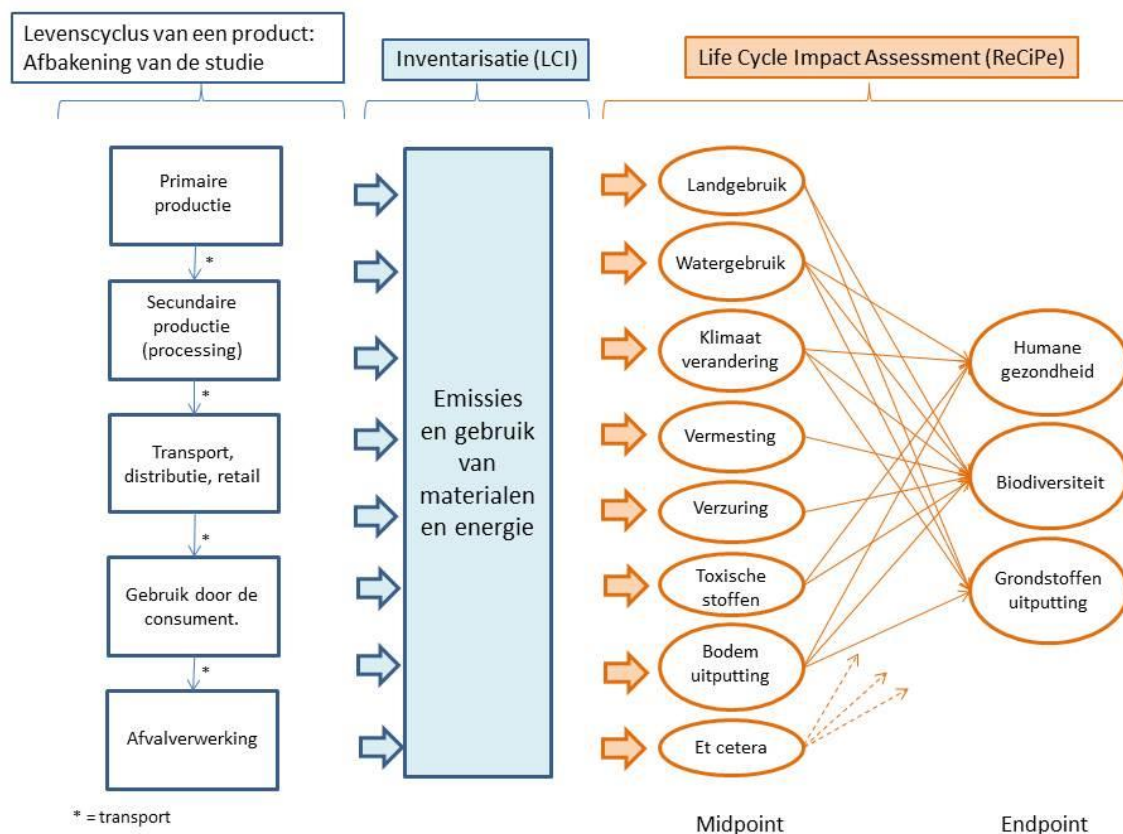 Levenscyclus van een product:
Afbakening van de studie
Inventarisatie (LCI)
Life Cycle Impact Assessment (ReCiPe)
Primaire
productie
*
Secundaire
productie
(processing)
*
Transport,
distributie, retail
*
Gebruik door de
consument.
*
Afvalverwerking
* = transport
Emissies
en gebruik
van
materialen
en energie
Landgebruik
Watergebruik
Klimaat
verandering
Vermesting
Verzuring
Toxische
stoffen
Bodem
uitputting
Et cetera
Midpoint
Humane
gezondheid
Biodiversiteit
Grondstoffen
uitputting
Endpoint